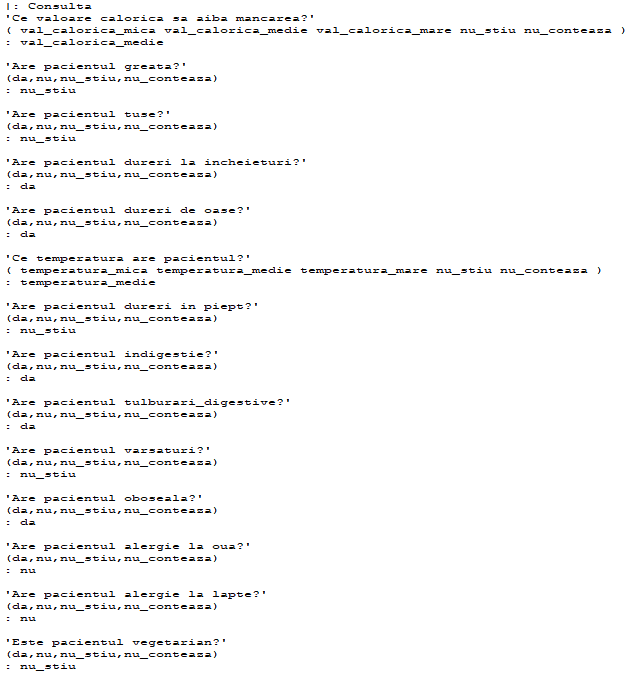 |: Consulta
'Ce valoare calorica sa aiba mancarea?'
( val_calorica_mica val_calorica_medie val_calorica_mare nu_stiu nu_conteaza )
: val_calorica_medie
'Are pacientul greata?'
(da,nu,nu_stiu,nu_conteaza)
: nu_stiu
'Are pacientul tuse?'
(da,nu,nu_stiu,nu_conteaza)
: nu_stiu
'Are pacientul dureri la incheieturi?'
(da,nu,nu_stiu,nu_conteaza)
: da
'Are pacientul dureri de oase?'
(da,nu,nu_stiu,nu_conteaza)
: da
'Ce temperatura are pacientul?'
( temperatura_mica temperatura_medie temperatura_mare nu_stiu nu_conteaza )
: temperatura_medie
'Are pacientul dureri in piept?'
(da,nu,nu_stiu,nu_conteaza)
: nu_stiu
'Are pacientul indigestie?'
(da,nu,nu_stiu,nu_conteaza)
: da
'Are pacientul tulburari_digestive?'
(da,nu,nu_stiu,nu_conteaza)
: da
'Are pacientul varsaturi?'
(da,nu,nu_stiu,nu_conteaza)
: nu_stiu
'Are pacientul oboseala?'
(da,nu,nu_stiu,nu_conteaza)
: da
'Are pacientul alergie la oua?'
(da,nu,nu_stiu,nu_conteaza)
: nu
'Are pacientul alergie la lapte?'
(da,nu,nu_stiu,nu_conteaza)
: nu
'Este pacientul vegetarian?'
(da,nu,nu_stiu,nu_conteaza)
: nu_stiu